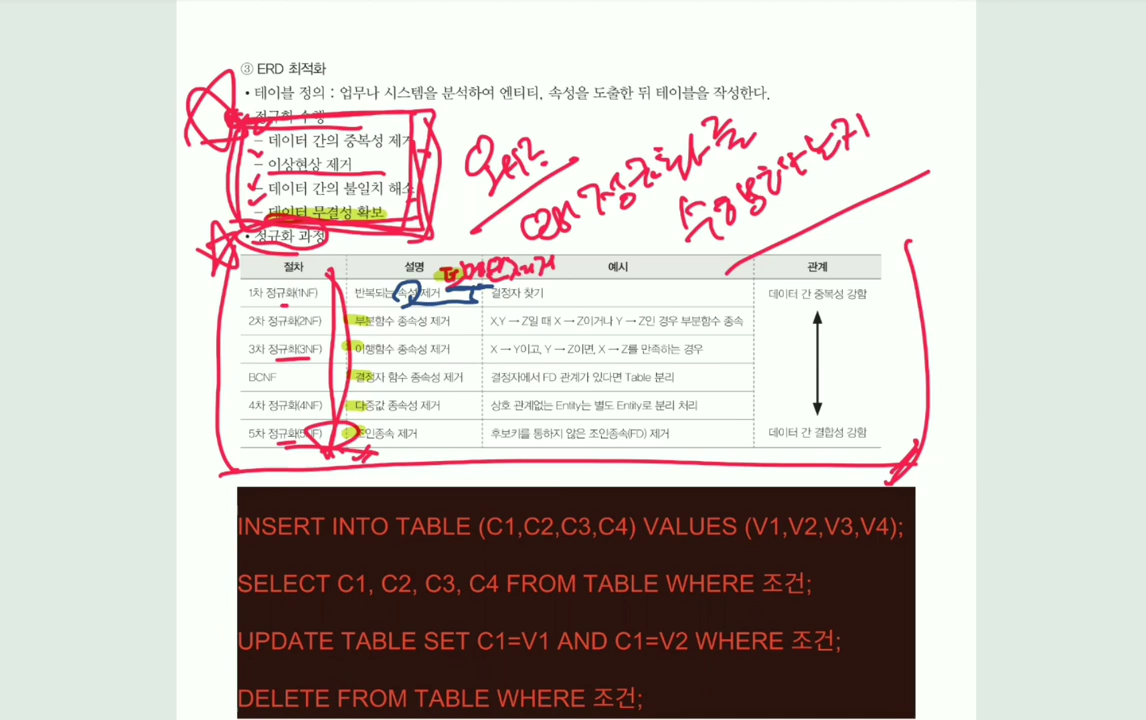 ③ ERD 최적화
• 테이블 정의 : 업무나 시스템을 분석하여 엔티티, 속성을 도출한 뒤 테이블을 작성한다.
• 정규화 수행
– 데이터 간의 중복성 제거
– 이상현상 제거
– 데이터 간의 불일치 해소
– 데이터 무결성 확보
• 정규화 과정
절차 설명 예시 관계
1차 정규화(1NF) 반복되는 속성 제거 결정자 찾기 데이터 간 중복성 강함
2차 정규화(2NF) 부분함수 종속성 제거 X,Y → Z일 때 X → Z이거나 Y → Z인 경우 부분함수 종속
3차 정규화(3NF) 이행함수 종속성 제거 X → Y이고, Y → Z이면, X → Z를 만족하는 경우
BCNF 결정자 함수 종속성 제거 결정자에서 FD 관계가 있다면 Table 분리
4차 정규화(4NF) 다중값 종속성 제거 상호 관계없는 Entity는 별도 Entity로 분리 처리
5차 정규화(5NF) 조인종속 제거 후보키를 통하지 않은 조인종속(FD) 제거 데이터 간 결합성 강함
INSERT INTO TABLE (C1,C2,C3,C4) VALUES (V1,V2,V3,V4);
SELECT C1, C2, C3, C4 FROM TABLE WHERE 조건;
UPDATE TABLE SET C1=V1 AND C1=V2 WHERE 조건;
DELETE FROM TABLE WHERE 조건;